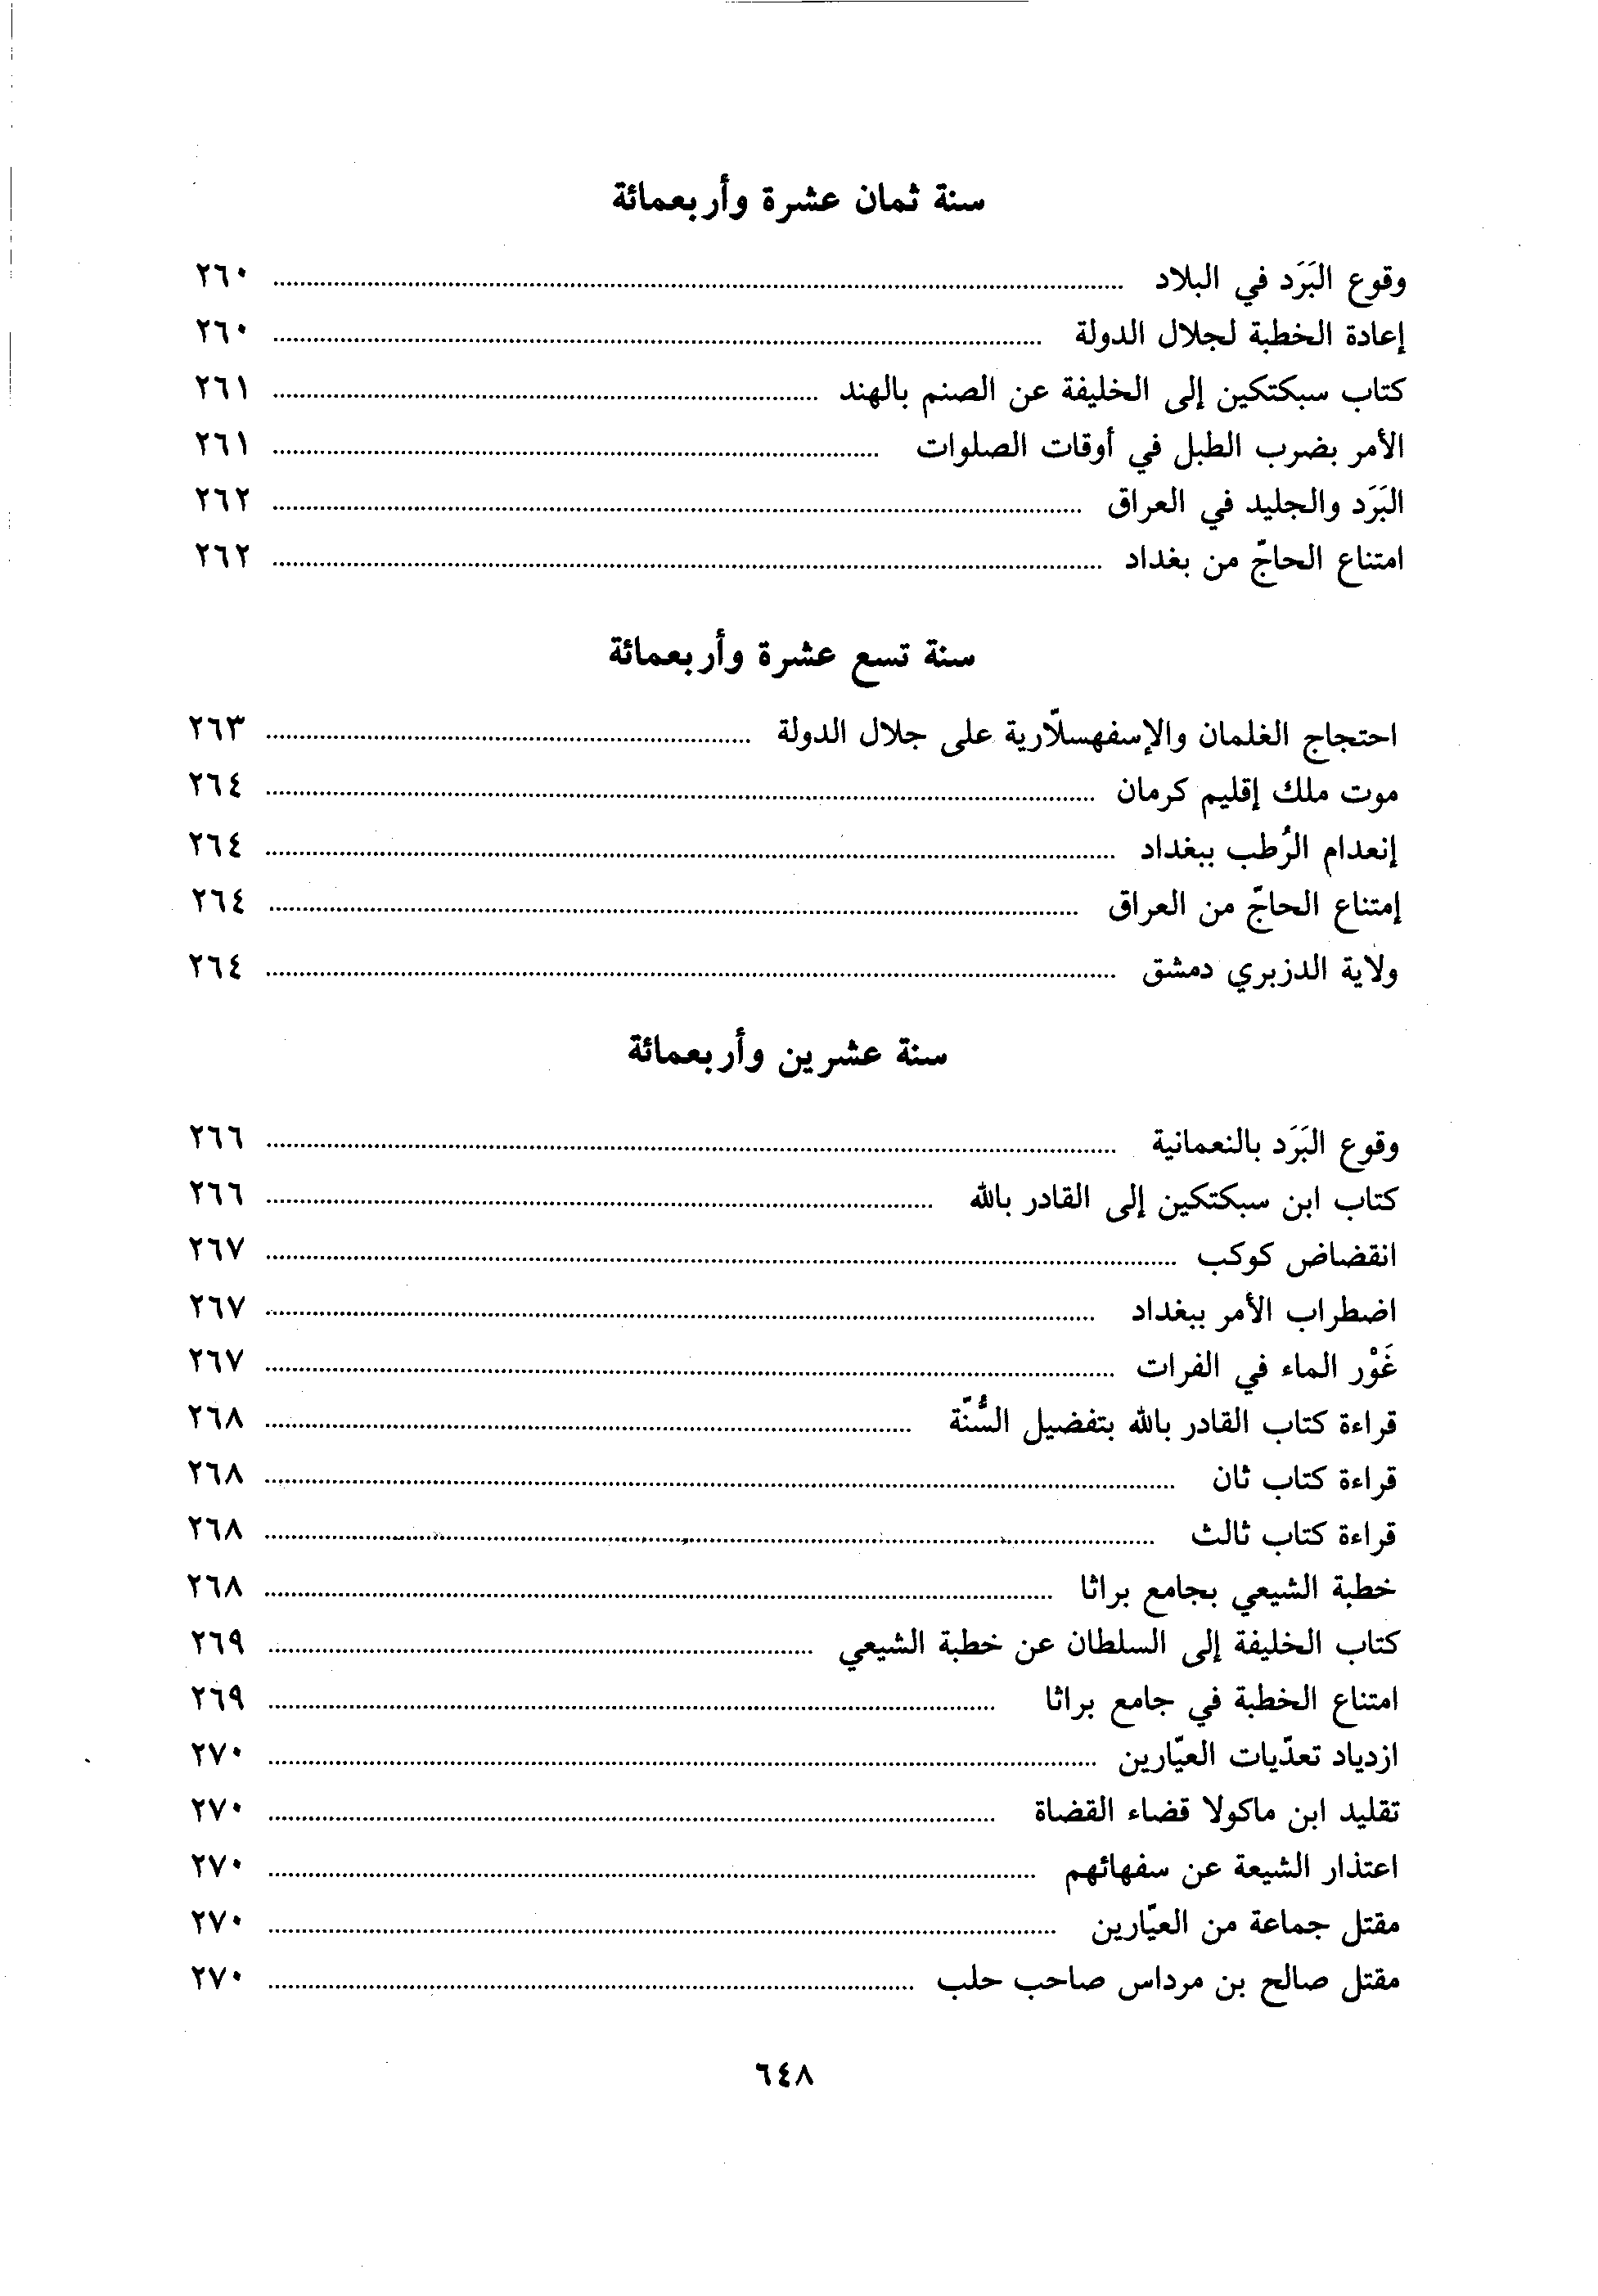 سنة ثمان عشرة وأربعمائة
وقوع البَرَد في البلاد ........ ٢٦٠
إعادة الخطبة لجلال الدولة ........ ٢٦٠
كتاب سبكتكين إلى الخليفة عن الصنم بالهند ........ ٢٦١
الأمر بضرب الطبل في أوقات الصلوات ........ ٢٦١
البَرَد والجليد في العراق ........ ٢٦٢
امتناع الحاجّ من بغداد ........ ٢٦٢
سنة تسع عشرة وأربعمائة
احتجاج الغلمان والإسفهسلّارية على جلال الدولة ........ ٢٦٣
موت ملك إقليم كرمان ........ ٢٦٤
إنعدام الرُطب ببغداد ........ ٢٦٤
إمتناع الحاجّ من العراق ........ ٢٦٤
ولاية الدزبري دمشق ........ ٢٦٤
سنة عشرين وأربعمائة
وقوع البَرَد بالنعمانية ........ ٢٦٦
كتاب ابن سبكتكين إلى القادر بالله ........ ٢٦٦
انقضاض كوكب ........ ٢٦٧
اضطراب الأمر ببغداد ........ ٢٦٧
غَوْر الماء في الفرات ........ ٢٦٧
قراءة كتاب القادر بالله بتفضيل السُّنّة ........ ٢٦٨
قراءة كتاب ثان ........ ٢٦٨
قراءة كتاب ثالث ........ ٢٦٨
خطبة الشيعي بجامع براثا ........ ٢٦٨
كتاب الخليفة إلى السلطان عن خطبة الشيعي ........ ٢٦٩
امتناع الخطبة في جامع براثا ........ ٢٦٩
ازدياد تعدّيات العيّارين ........ ٢٧٠
تقليد ابن ماكولا قضاء القضاة ........ ٢٧٠
اعتذار الشيعة عن سفهائهم ........ ٢٧٠
مقتل جماعة من العيّارين ........ ٢٧٠
مقتل صالح بن مرداس صاحب حلب ........ ٢٧٠
٦٤٨